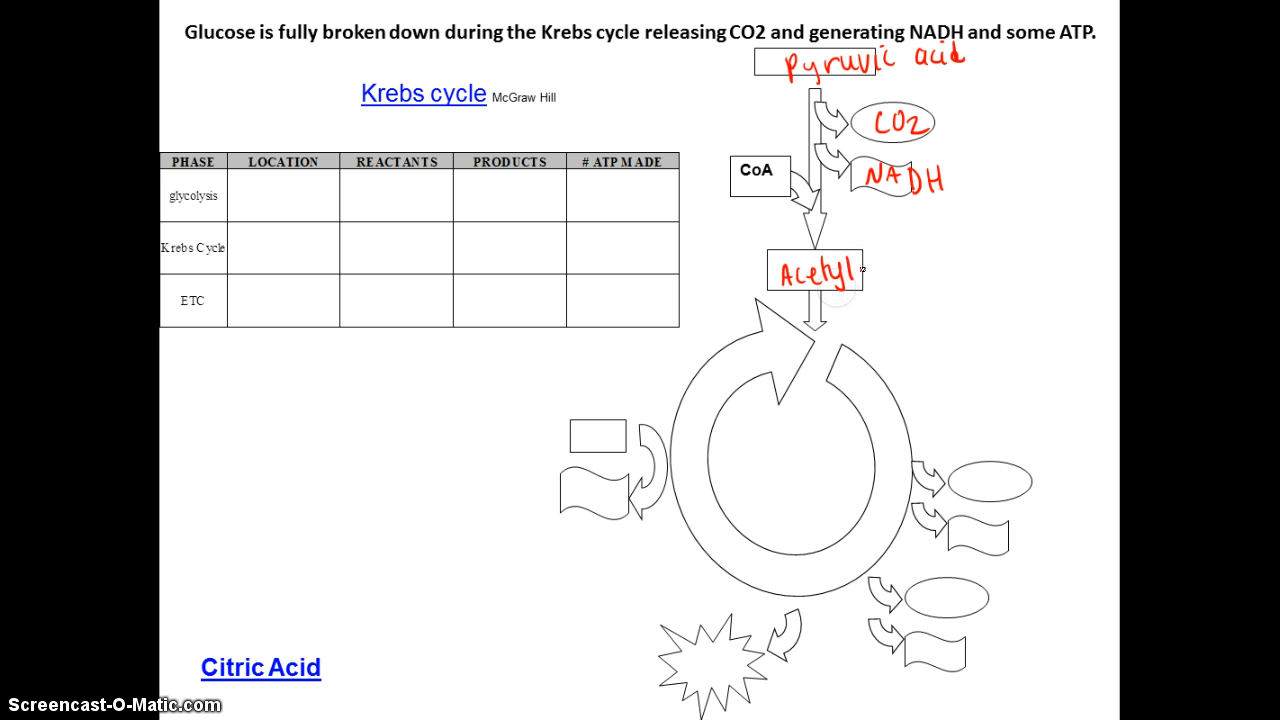 Glucose is fully broken down during the Krebs cycle releasing CO2 and generating NADH and some ATP.
Pyruvic acid
Krebs cycle McGraw Hill
CO2
PHASE LOCATION REACTANTS PRODUCTS # ATP MADE
CoA
NADH
glycolysis
Krebs Cycle
Acetyl
ETC
Citric Acid
Screencast-O-Matic.com